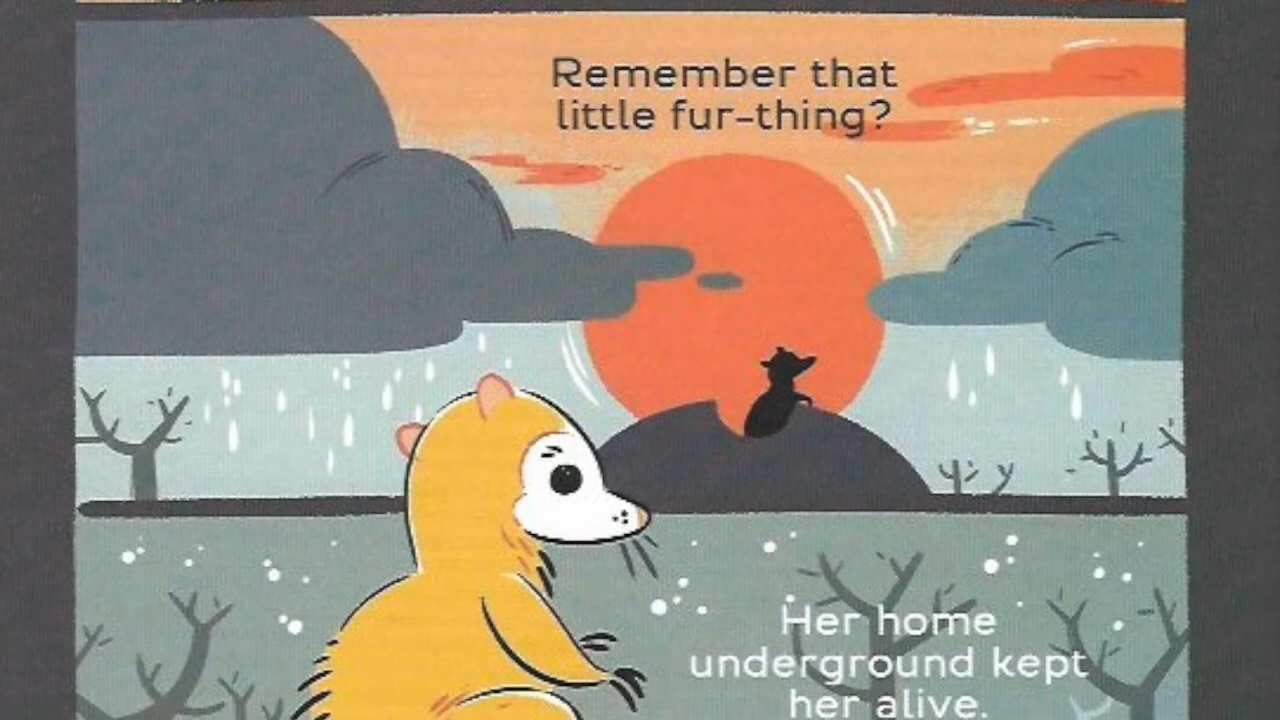 Remember that
little fur-thing?
Her home
underground kept
her alive.